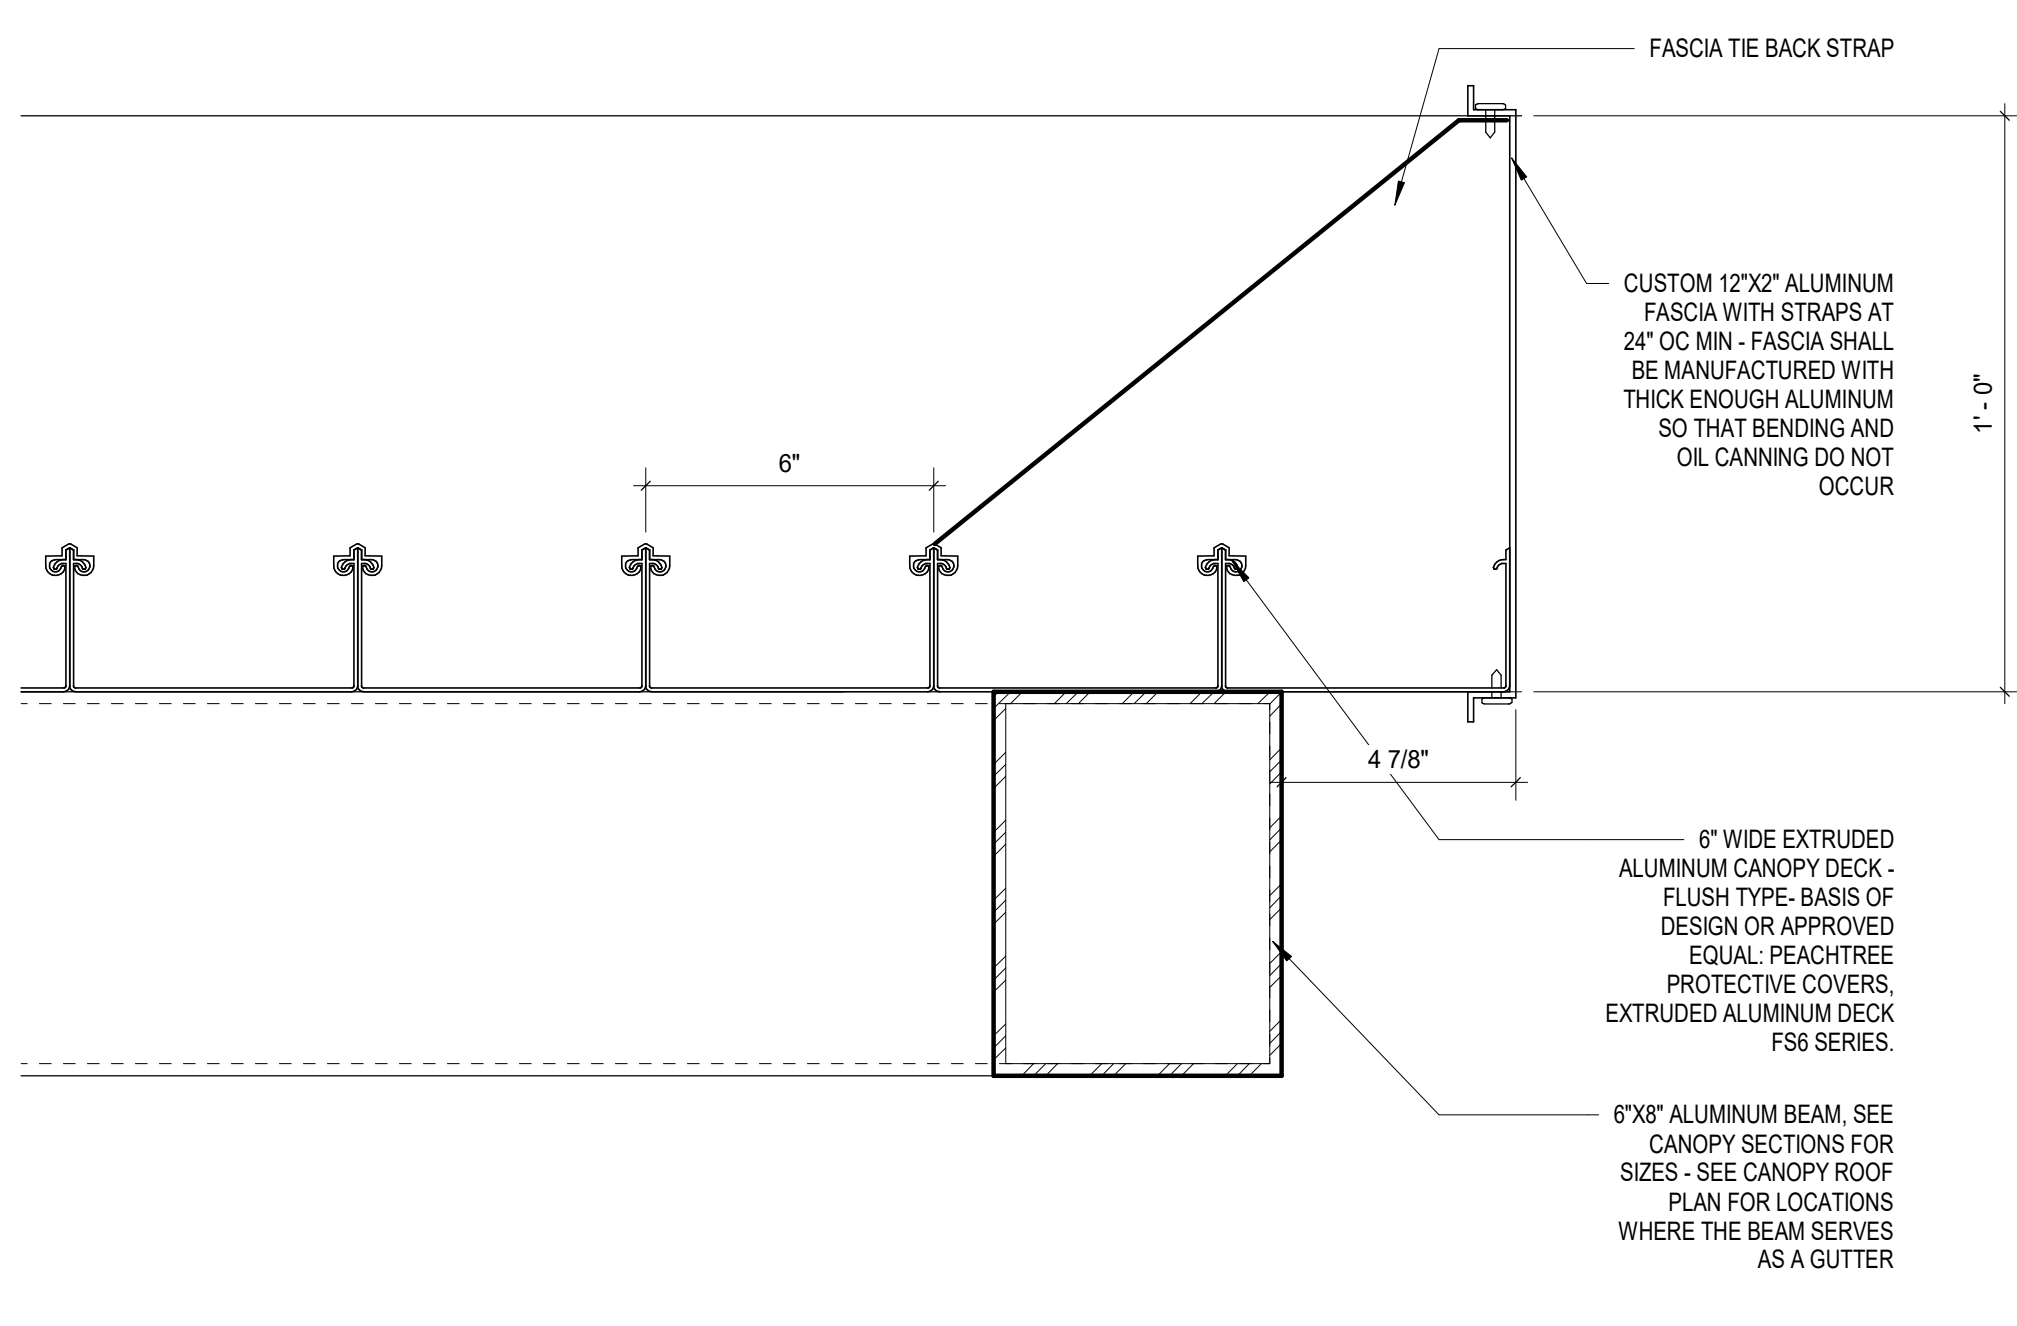 FASCIA TIE BACK STRAP
CUSTOM 12"X2" ALUMINUM
FASCIA WITH STRAPS AT
24" OC MIN - FASCIA SHALL
BE MANUFACTURED WITH
THICK ENOUGH ALUMINUM
SO THAT BENDING AND
OIL CANNING DO NOT
OCCUR
1' - 0"
6"
4 7/8"
6" WIDE EXTRUDED
ALUMINUM CANOPY DECK -
FLUSH TYPE- BASIS OF
DESIGN OR APPROVED
EQUAL: PEACHTREE
PROTECTIVE COVERS,
EXTRUDED ALUMINUM DECK
FS6 SERIES.
6"X8" ALUMINUM BEAM, SEE
CANOPY SECTIONS FOR
SIZES - SEE CANOPY ROOF
PLAN FOR LOCATIONS
WHERE THE BEAM SERVES
AS A GUTTER